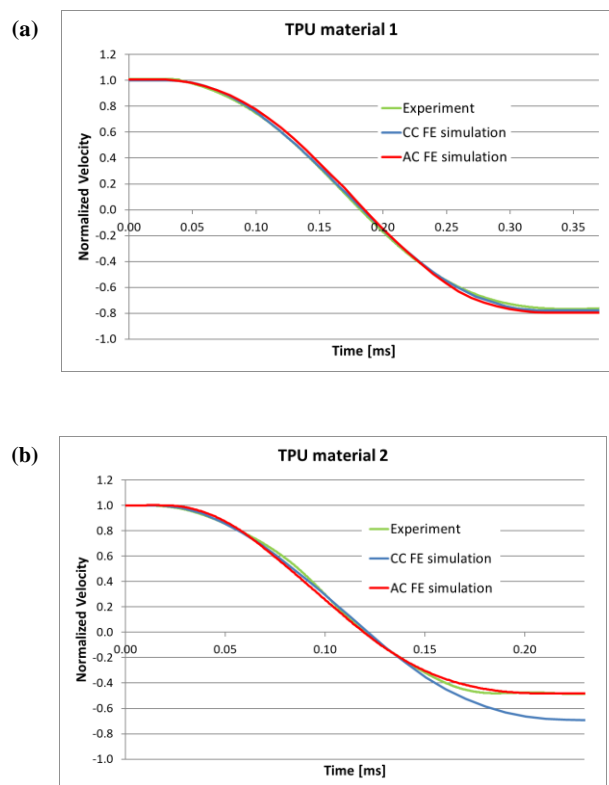 (a)
TPU material 1
1.2
1.0
0.8
0.6
0.4
0.2
0.0
-0.2
-0.4
-0.6
-0.8
-1.0
Normalized Velocity
Experiment
CC FE simulation
AC FE simulation
0.00 0.05 0.10 0.15 0.20 0.25 0.30 0.35
Time [ms]
(b)
TPU material 2
1.2
1.0
0.8
0.6
0.4
0.2
0.0
-0.2
-0.4
-0.6
-0.8
-1.0
Normalized Velocity
Experiment
CC FE simulation
AC FE simulation
0.00 0.05 0.10 0.15 0.20
Time [ms]